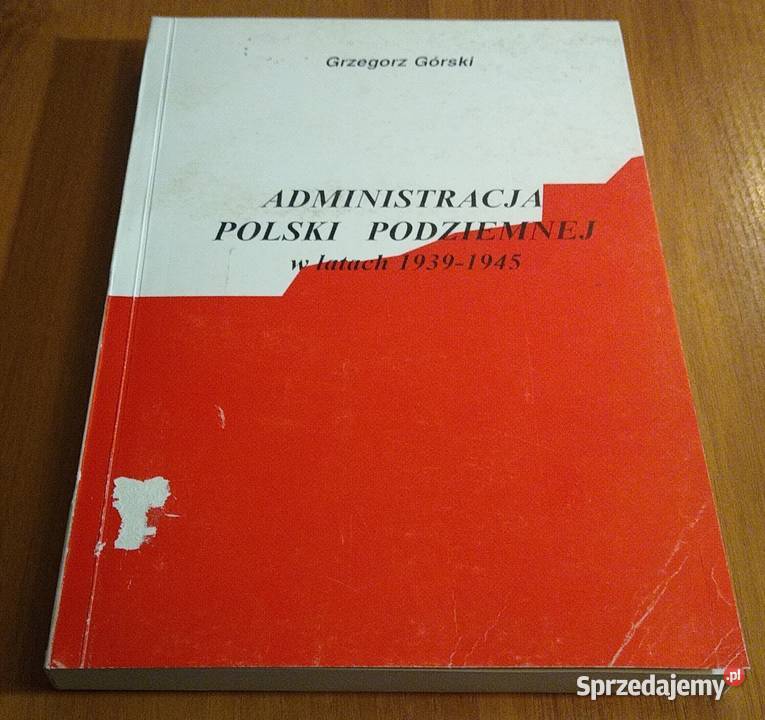 Grzegorz Górski
ADMINISTRACJA
POLSKI PODZIEMNEJ
w latach 1939-1945
Sprzedajemy.pl